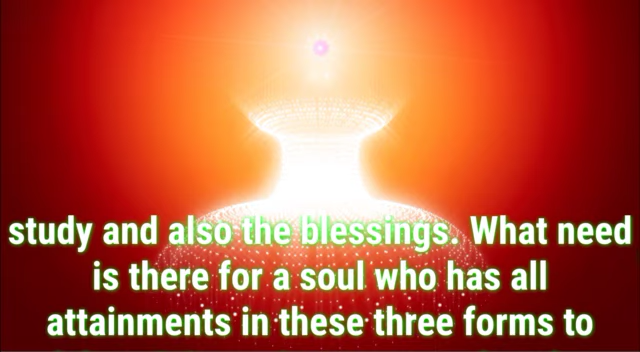 study and also the blessings. What need
is there for a soul who has all
attainments in these three forms to